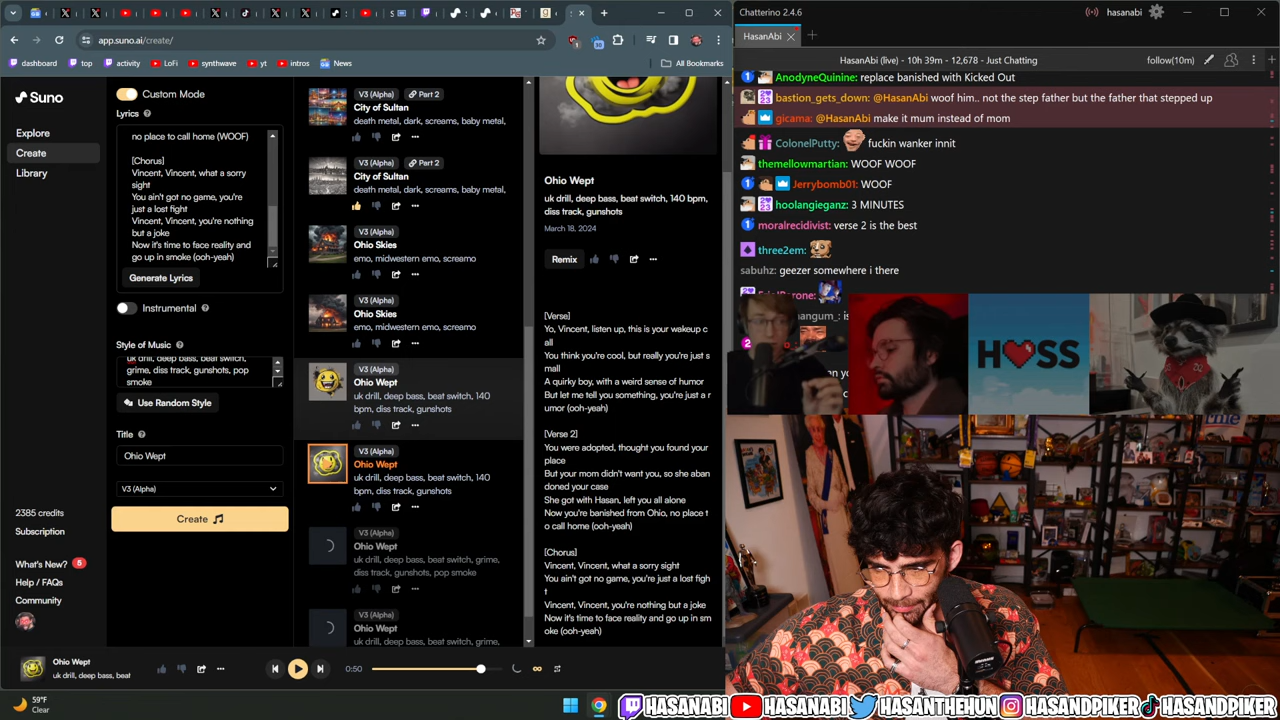 Chatterino 2.4.6
hasanabi
app.suno.ai/create/
HasanAbi
dashboard
top
activity
LoFi
synthwave
yt
intros
News
All Bookmarks
HasanAbi (live) - 10h 39m - 12,678 - Just Chatting
follow(10m)
Suno
Explore
Create
Library
2385 credits
Subscription
What's New? 6
Help / FAQs
Community
Custom Mode
Lyrics
no place to call home (WOOF)
[Chorus]
Vincent, Vincent, what a sorry
sight
You ain't got no game, you're
just a lost fight
Vincent, Vincent, you're nothing
but a joke
Now it's time to face reality and
go up in smoke (ooh-yeah)
Generate Lyrics
Instrumental
Style of Music
uk drill, deep bass, beat switch,
grime, diss track, gunshots, pop
smoke
Use Random Style
Title
Ohio Wept
V3 (Alpha)
Create
V3 (Alpha) Part 2
City of Sultan
death metal, dark, screams, baby metal,
V3 (Alpha) Part 2
City of Sultan
death metal, dark, screams, baby metal,
V3 (Alpha)
Ohio Skies
emo, midwestern emo, screamo
V3 (Alpha)
Ohio Skies
emo, midwestern emo, screamo
V3 (Alpha)
Ohio Wept
uk drill, deep bass, beat switch, 140
bpm, diss track, gunshots
V3 (Alpha)
Ohio Wept
uk drill, deep bass, beat switch, 140
bpm, diss track, gunshots
V3 (Alpha)
Ohio Wept
uk drill, deep bass, beat switch, grime,
diss track, gunshots, pop smoke
V3 (Alpha)
Ohio Wept
uk drill, deep bass, beat switch, grime,
Ohio Wept
uk drill, deep bass, beat switch, 140 bp
m, diss track, gunshots
March 18, 2024
Remix
[Verse]
Yo, Vincent, listen up, this is your wakeup c
all
You think you're cool, but really you're just s
mall
A quirky boy, with a weird sense of humor
But let me tell you something, you're just a r
umor (ooh-yeah)
[Verse 2]
You were adopted, thought you found your
place
But your mom didn't want you, so she aban
doned your case
She got with Hasan, left you all alone
Now you're banished from Ohio, no place t
o call home (ooh-yeah)
[Chorus]
Vincent, Vincent, what a sorry sight
You ain't got no game, you're just a lost figh
t
Vincent, Vincent, you're nothing but a joke
Now it's time to face reality and go up in sm
oke (ooh-yeah)
AnodyneQuinine: replace banished with Kicked Out
bastion_gets_down: @HasanAbi woof him.. not the step father but the father that stepped up
gicama: @HasanAbi make it mum instead of mom
ColonelPutty: fuckin wanker innit
themellowmartian: WOOF WOOF
Jerrybomb01: WOOF
hoolangieganz: 3 MINUTES
moralrecidivist: verse 2 is the best
three2em:
sabuhz: geezer somewhere i there
H SS
Ohio Wept
uk drill, deep bass, beat
0:50
59°F
Clear
HASANABI
HASANABI
HASANTHEHUN
HASANDPIKER
HASANDPIKER